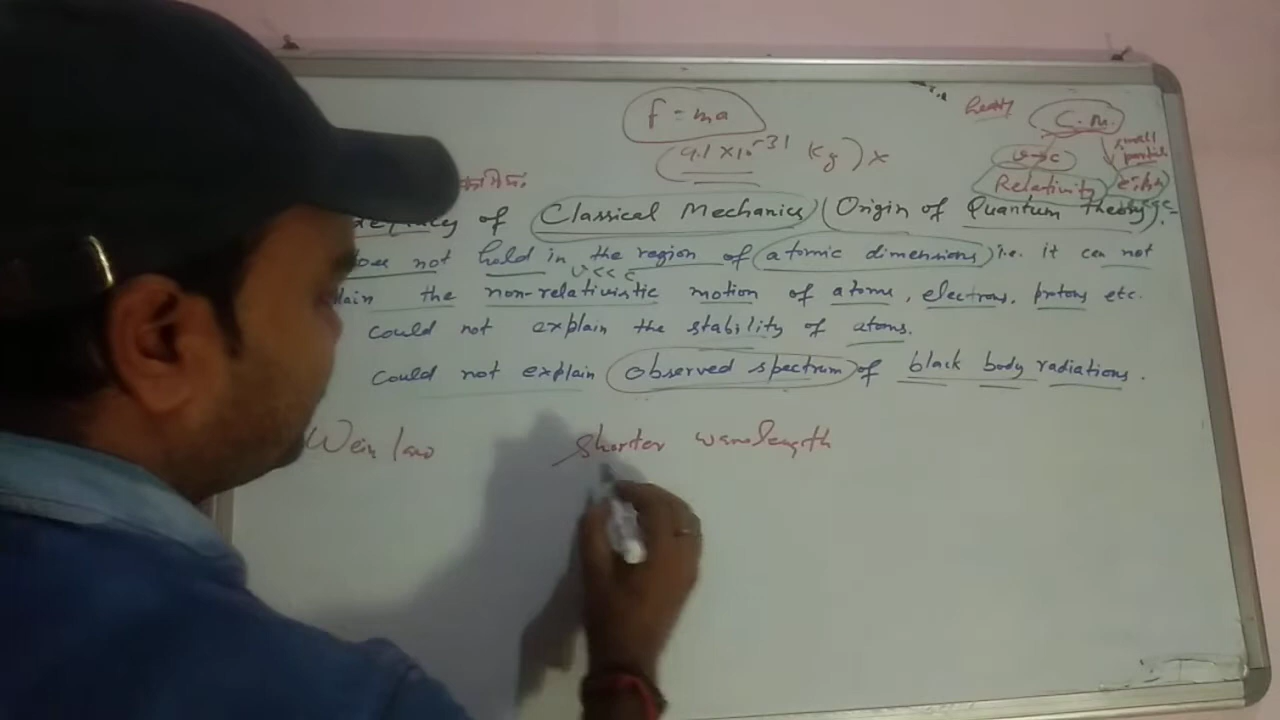 f = ma
heavy C.M.
9.1 × 10⁻³¹ Kg) ×
small
particle
v→c
Relativity
of Classical Mechanics (Origin of Quantum theory) -
not hold in the region of atomic dimensions i.e. it can not
v<<c
the non-relativistic motion of atoms, electrons, protons etc.
could not explain the stability of atoms.
could not explain observed spectrum of black body radiations.
Wein law shorter wavelength